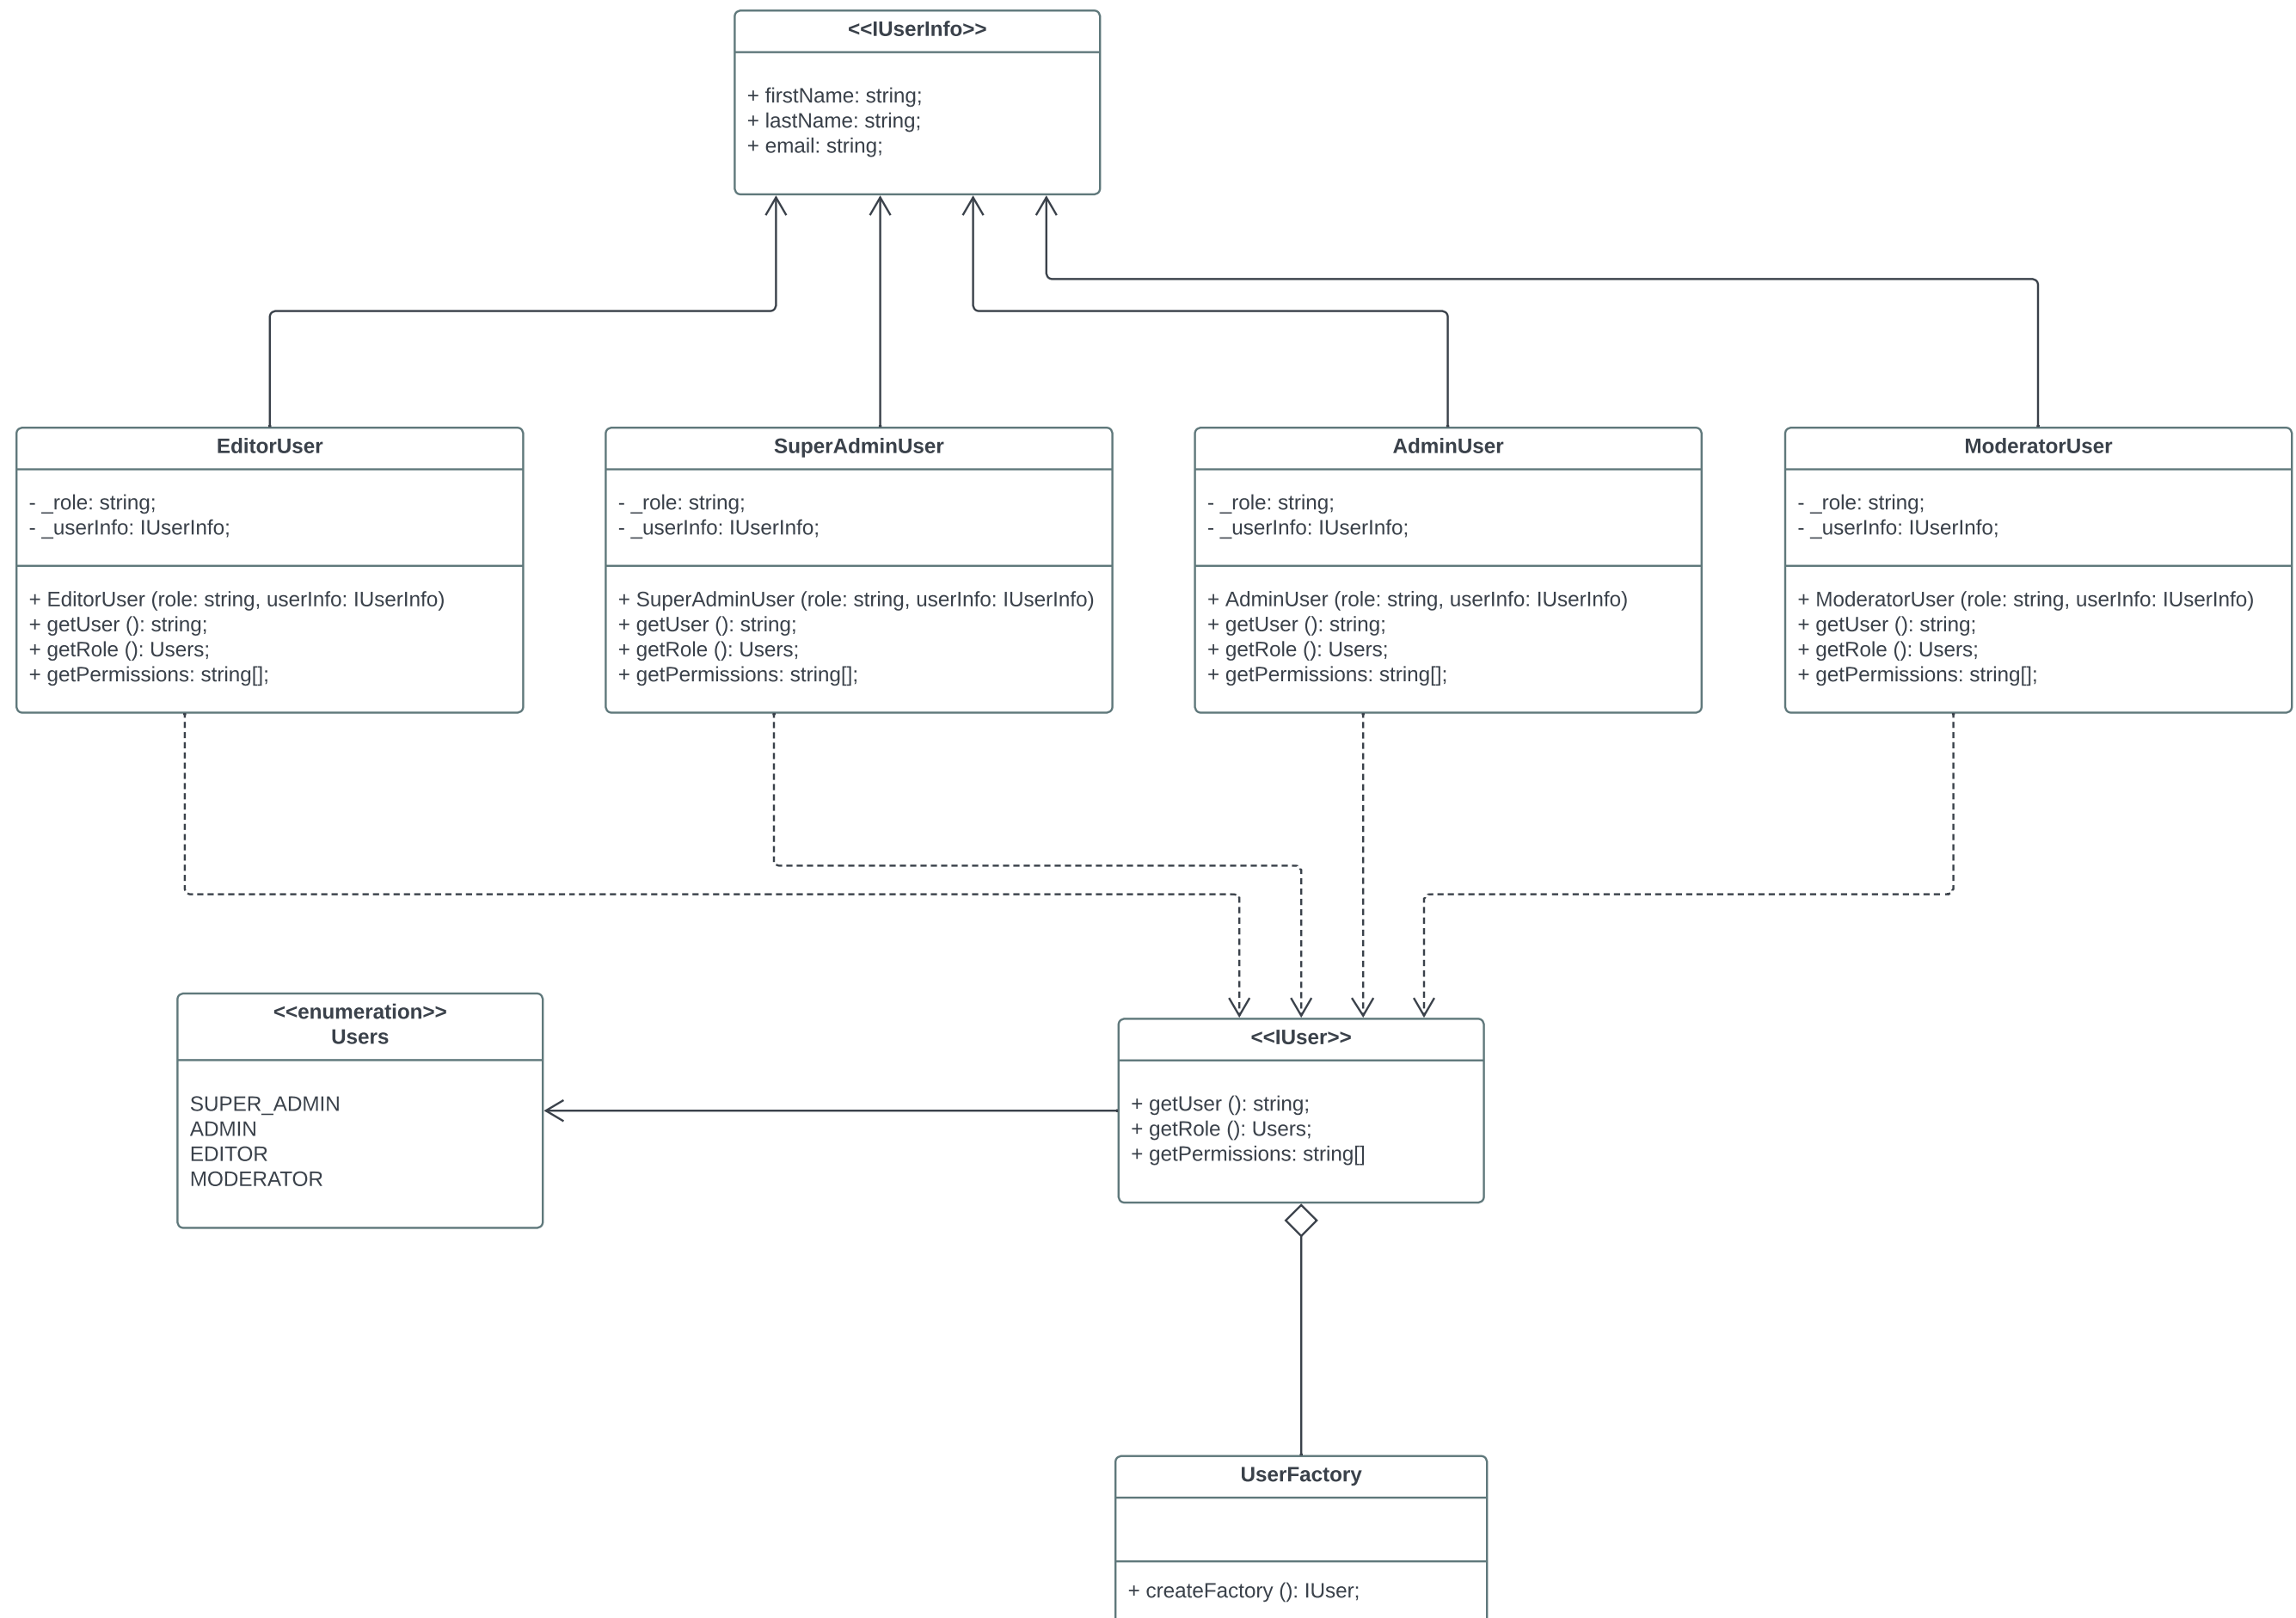 <<IUserInfo>>
+ firstName: string;
+ lastName: string;
+ email: string;
EditorUser
- _role: string;
- _userInfo: IUserInfo;
+ EditorUser (role: string, userInfo: IUserInfo)
+ getUser (): string;
+ getRole (): Users;
+ getPermissions: string[];
SuperAdminUser
- _role: string;
- _userInfo: IUserInfo;
+ SuperAdminUser (role: string, userInfo: IUserInfo)
+ getUser (): string;
+ getRole (): Users;
+ getPermissions: string[];
AdminUser
- _role: string;
- _userInfo: IUserInfo;
+ AdminUser (role: string, userInfo: IUserInfo)
+ getUser (): string;
+ getRole (): Users;
+ getPermissions: string[];
ModeratorUser
- _role: string;
- _userInfo: IUserInfo;
+ ModeratorUser (role: string, userInfo: IUserInfo)
+ getUser (): string;
+ getRole (): Users;
+ getPermissions: string[];
<<enumeration>>
Users
SUPER_ADMIN
ADMIN
EDITOR
MODERATOR
<<IUser>>
+ getUser (): string;
+ getRole (): Users;
+ getPermissions: string[]
UserFactory
+ createFactory (): IUser;